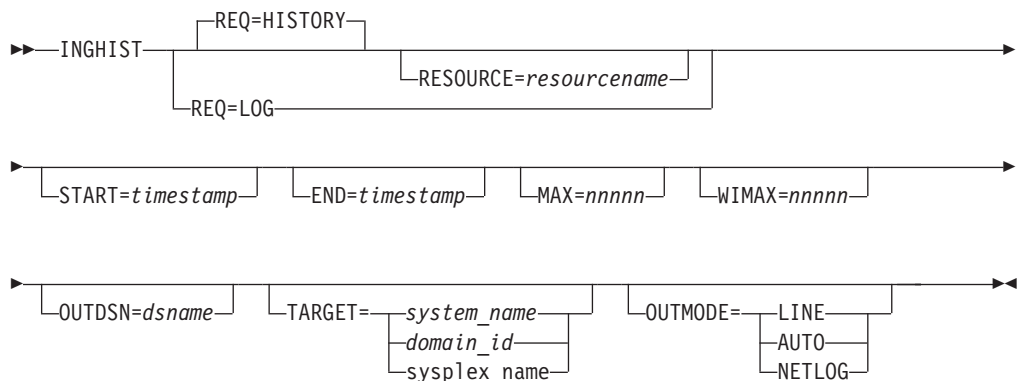 REQ=HISTORY
INGHIST
RESOURCE=resourcename
REQ=LOG
START=timestamp END=timestamp MAX=nnnnn WIMAX=nnnnn
OUTDSN=dsname TARGET= system_name OUTMODE= LINE
domain_id AUTO
sysplex_name NETLOG